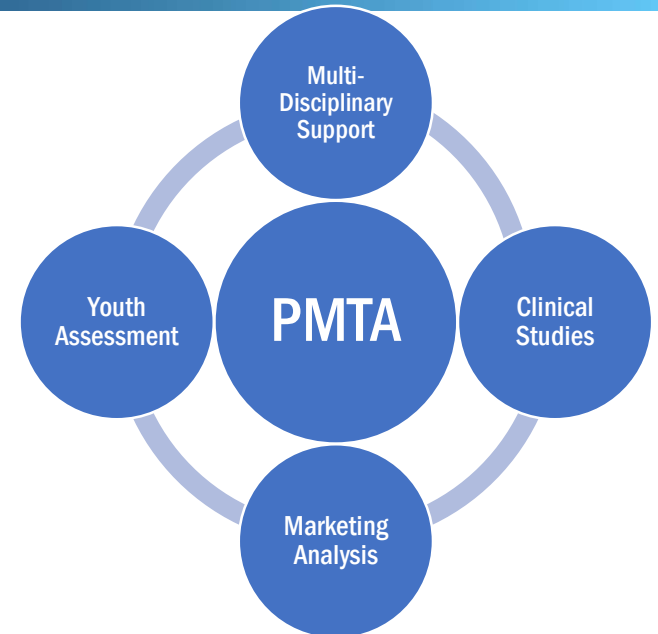 Multi-
Disciplinary
Support
Youth
Assessment
PMTA
Clinical
Studies
Marketing
Analysis